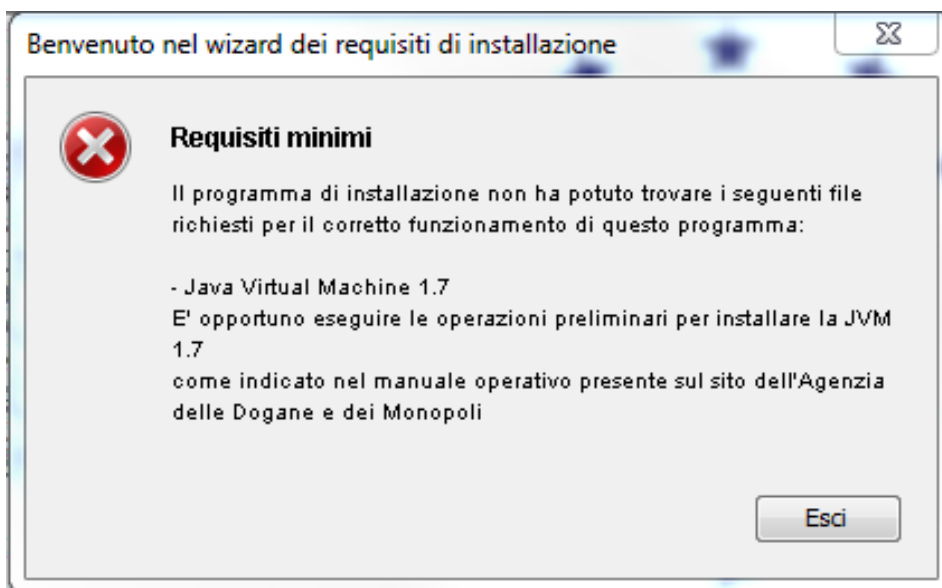 Benvenuto nel wizard dei requisiti di installazione
Requisiti minimi
Il programma di installazione non ha potuto trovare i seguenti file
richiesti per il corretto funzionamento di questo programma:
- Java Virtual Machine 1.7
E' opportuno eseguire le operazioni preliminari per installare la JVM
1.7
come indicato nel manuale operativo presente sul sito dell'Agenzia
delle Dogane e dei Monopoli
Esci